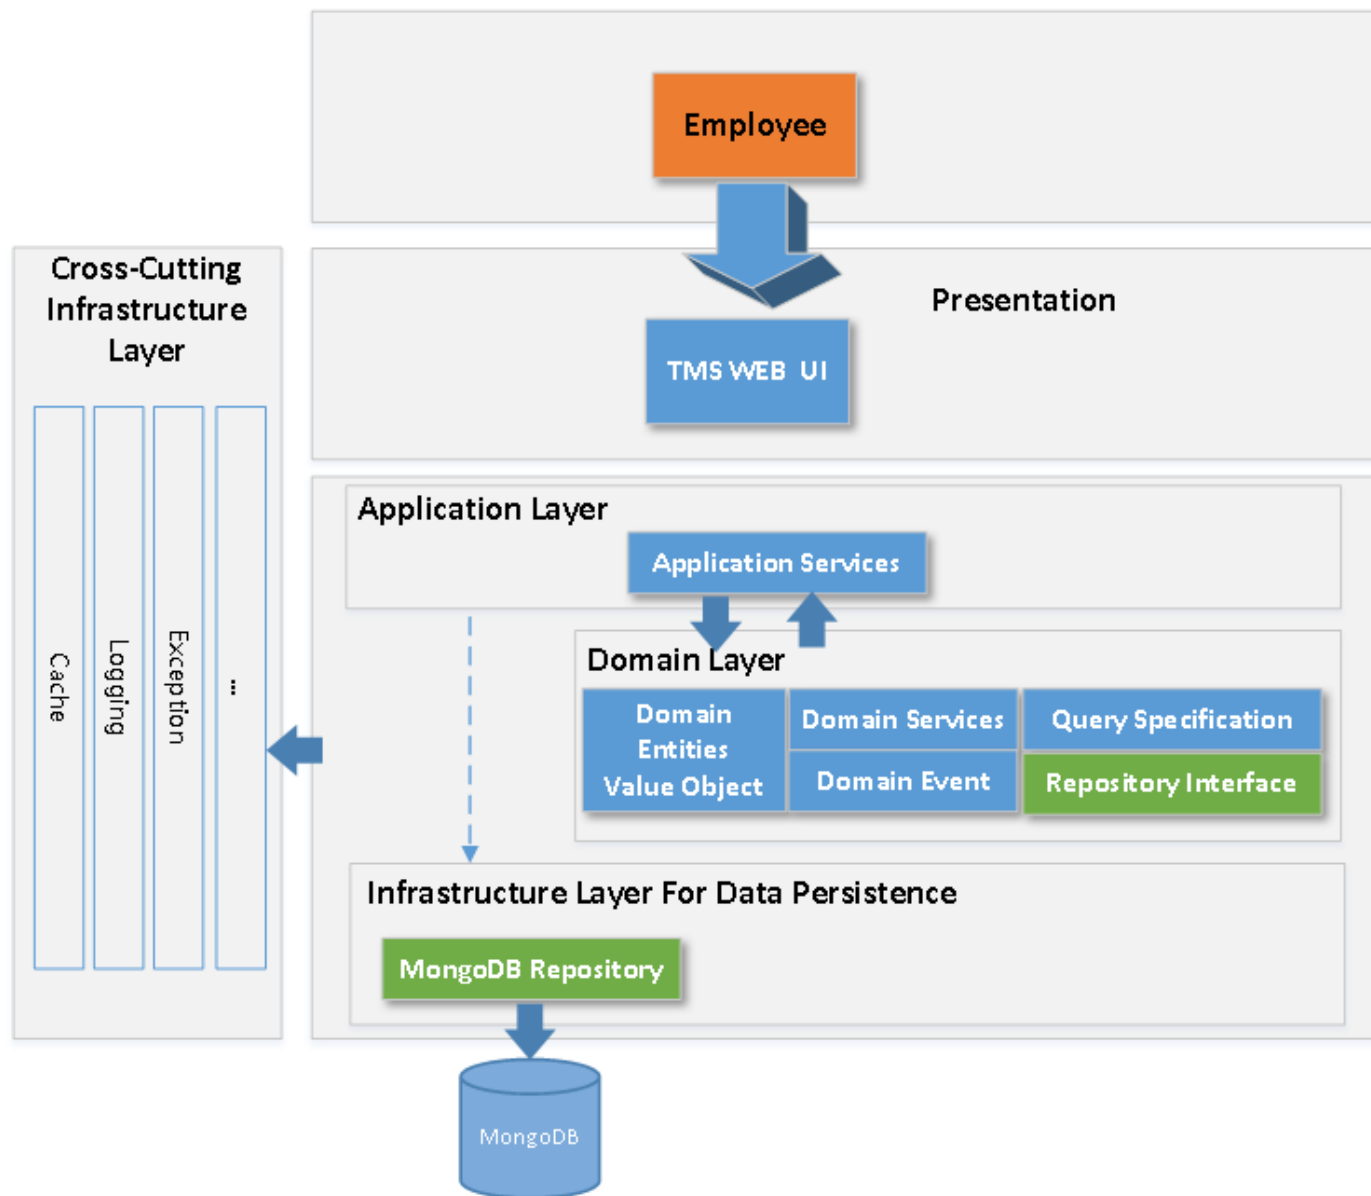 Employee
Cross-Cutting
Infrastructure
Layer
Presentation
TMS WEB UI
Cache
Logging
Exception
...
Application Layer
Application Services
Domain Layer
Domain
Entities
Value Object
Domain Services
Domain Event
Query Specification
Repository Interface
Infrastructure Layer For Data Persistence
MongoDB Repository
MongoDB